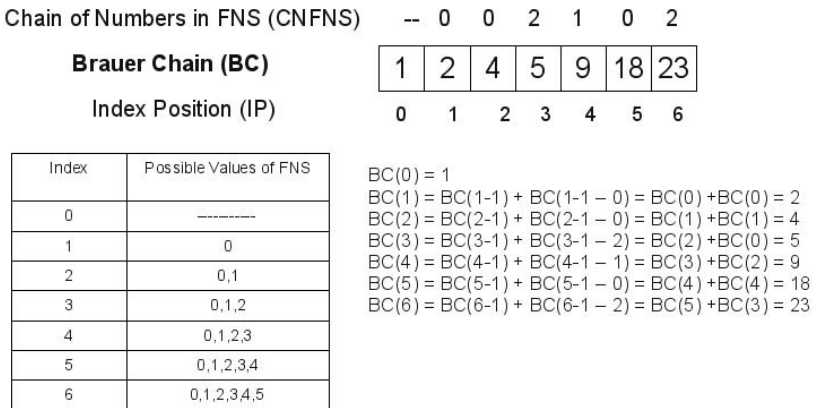 Chain of Numbers in FNS (CNFNS) -- 0 0 2 1 0 2
Brauer Chain (BC) 1 2 4 5 9 18 23
Index Position (IP) 0 1 2 3 4 5 6
Index Possible Values of FNS
0 ----------
1 0
2 0,1
3 0,1,2
4 0,1,2,3
5 0,1,2,3,4
6 0,1,2,3,4,5
BC(0) = 1
BC(1) = BC(1-1) + BC(1-1 – 0) = BC(0) +BC(0) = 2
BC(2) = BC(2-1) + BC(2-1 – 0) = BC(1) +BC(1) = 4
BC(3) = BC(3-1) + BC(3-1 – 2) = BC(2) +BC(0) = 5
BC(4) = BC(4-1) + BC(4-1 – 1) = BC(3) +BC(2) = 9
BC(5) = BC(5-1) + BC(5-1 – 0) = BC(4) +BC(4) = 18
BC(6) = BC(6-1) + BC(6-1 – 2) = BC(5) +BC(3) = 23